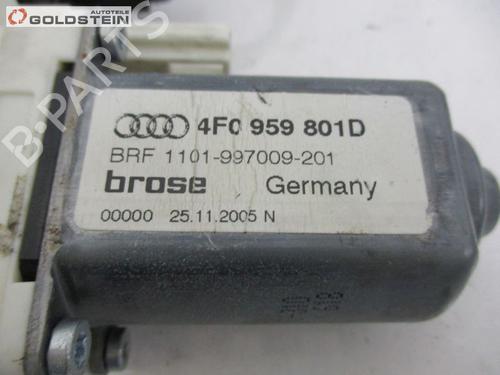 Autoteile
GOLDSTEIN
B-PARTS
4F0 959 801D
BRF 1101-997009-201
brose Germany
00000 25.11.2005 N